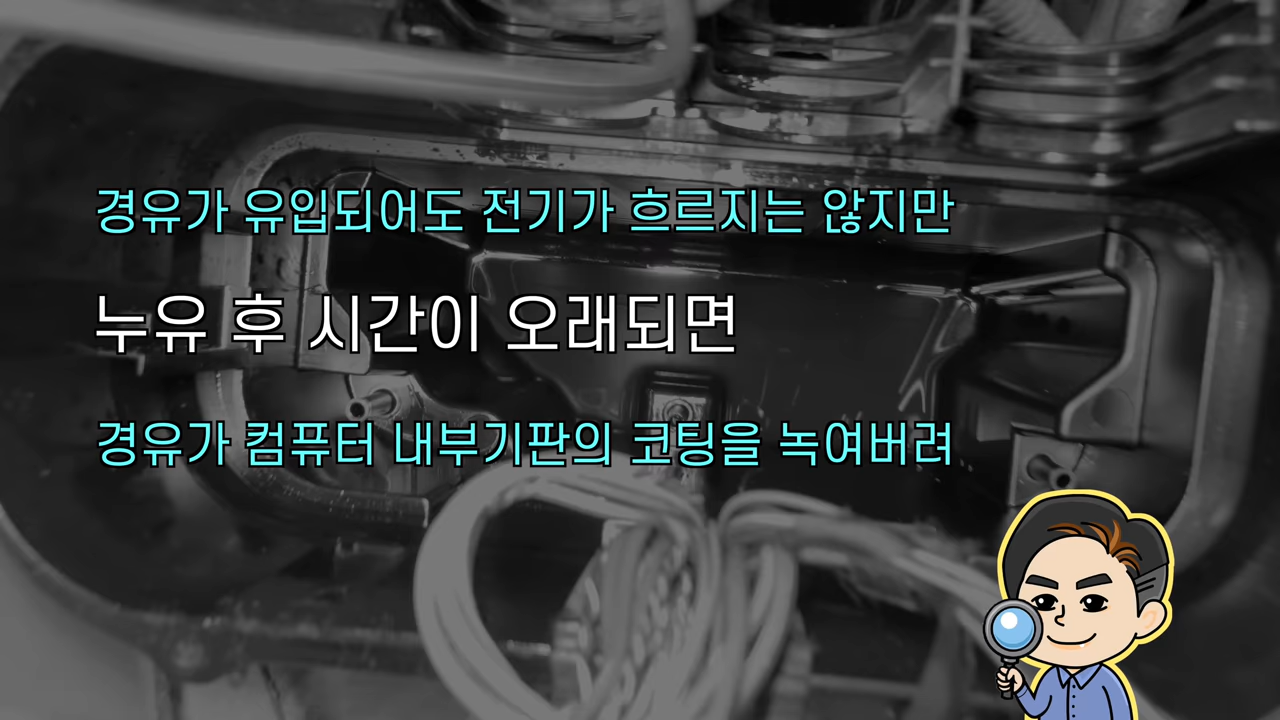 경유가 유입되어도 전기가 흐르지는 않지만
누유 후 시간이 오래되면
경유가 컴퓨터 내부기판의 코팅을 녹여버려